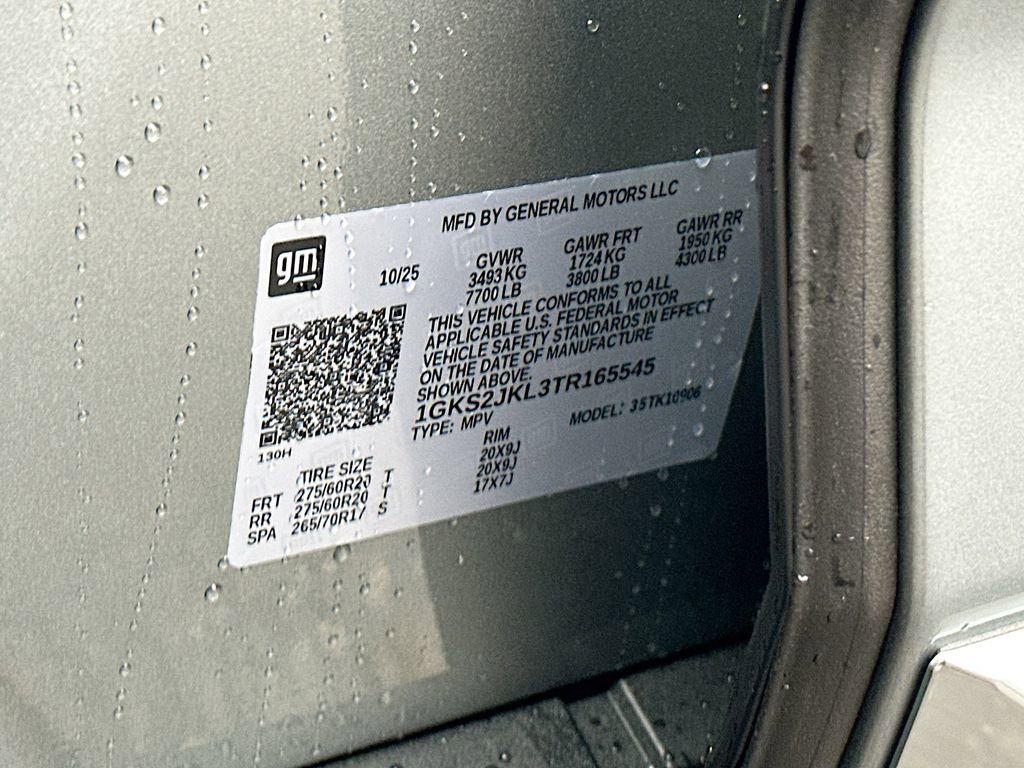 MFD BY GENERAL MOTORS LLC
gm
10/25
GVWR GAWR FRT GAWR RR
3493 KG 1724 KG 1950 KG
7700 LB 3800 LB 4300 LB
THIS VEHICLE CONFORMS TO ALL
APPLICABLE U.S. FEDERAL MOTOR
VEHICLE SAFETY STANDARDS IN EFFECT
ON THE DATE OF MANUFACTURE
SHOWN ABOVE.
1GKS2JKL3TR165545
TYPE: MPV MODEL: 35TK10906
130H
TIRE SIZE RIM
FRT 275/60R20 T 20X9J
RR 275/60R20 T 20X9J
SPA 265/70R17 S 17X7J